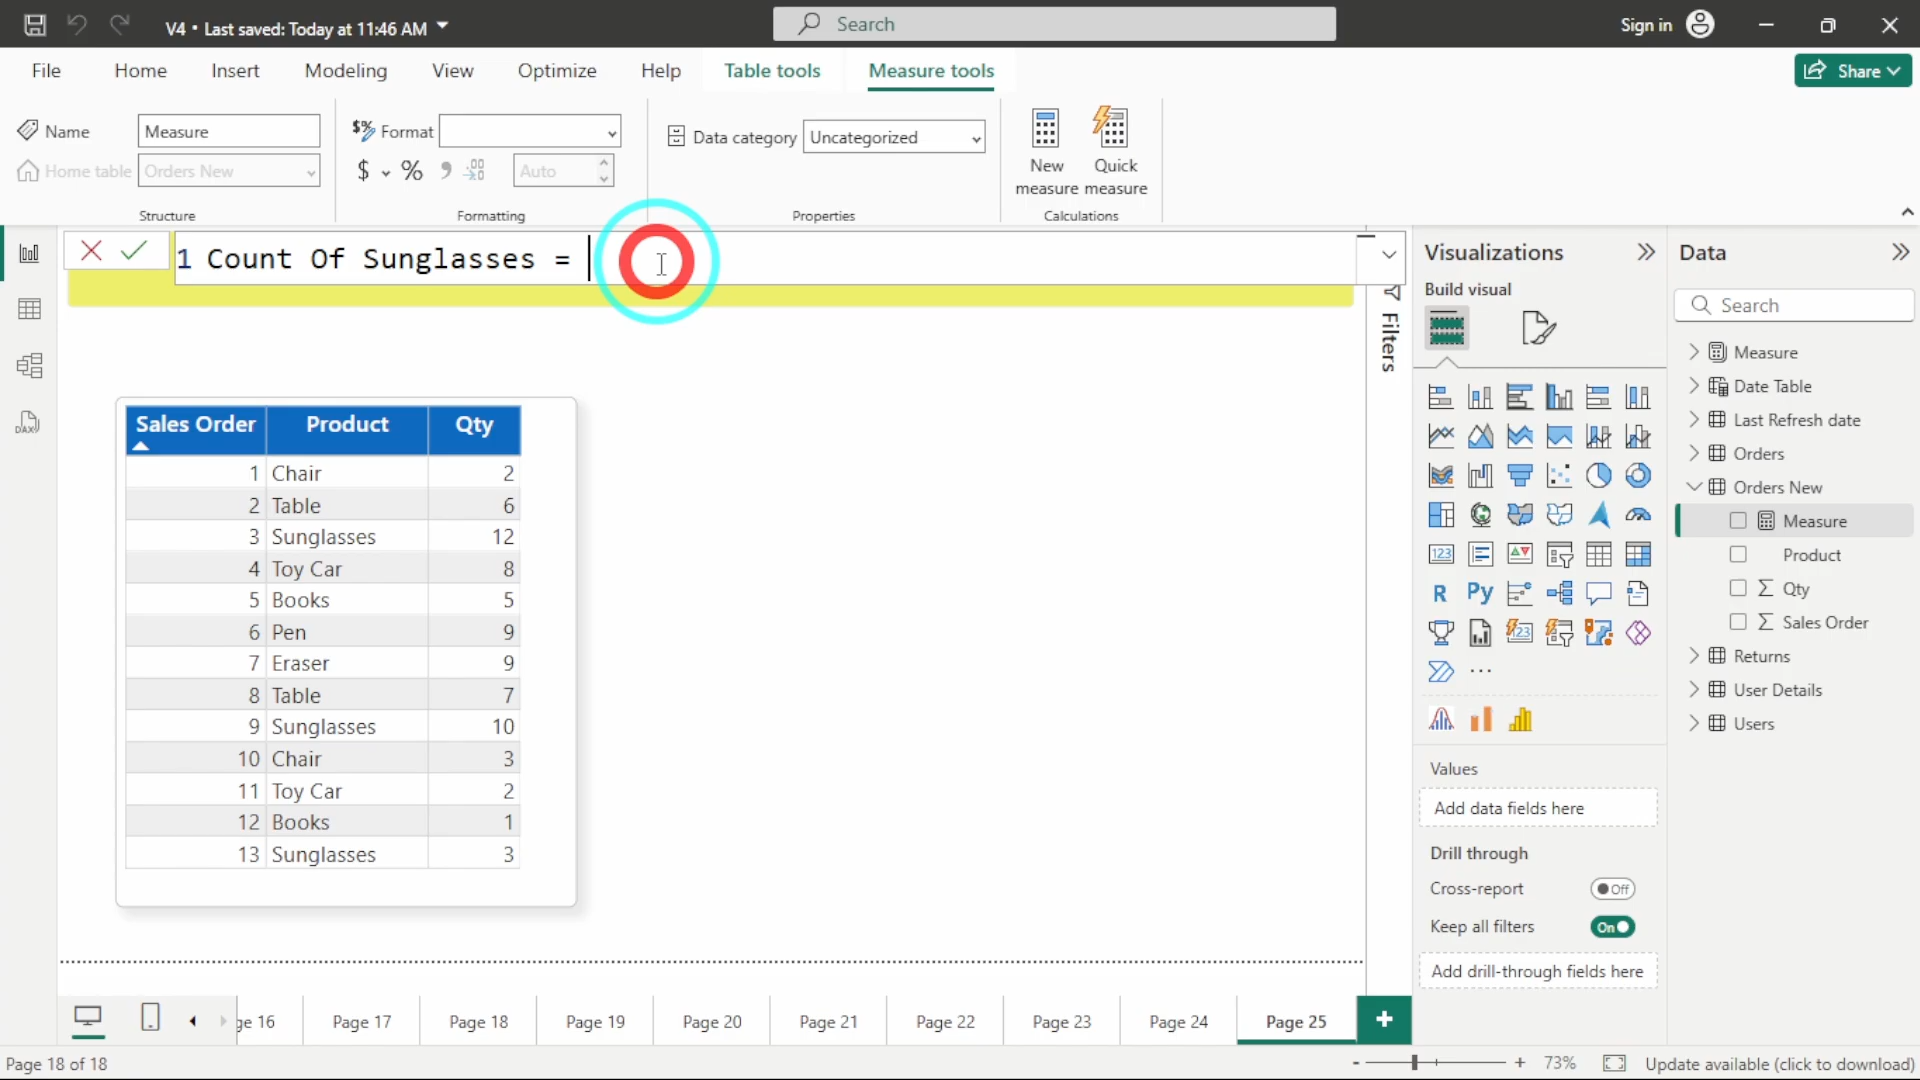 V4 • Last saved: Today at 11:46 AM
Search
Sign in
File Home Insert Modeling View Optimize Help Table tools Measure tools
Share
Name Measure
Home table Orders New
Structure
$% Format
$ % 9 .00 Auto
Formatting
Data category Uncategorized
Properties
New measure
Quick measure
Calculations
1 Count Of Sunglasses =
Filters
Sales Order Product Qty
1 Chair 2
2 Table 6
3 Sunglasses 12
4 Toy Car 8
5 Books 5
6 Pen 9
7 Eraser 9
8 Table 7
9 Sunglasses 10
10 Chair 3
11 Toy Car 2
12 Books 1
13 Sunglasses 3
Visualizations
Build visual
123
R Py
123
Values
Add data fields here
Drill through
Cross-report Off
Keep all filters On
Add drill-through fields here
Data
Search
Measure
Date Table
Last Refresh date
Orders
Orders New
Measure
Product
Σ Qty
Σ Sales Order
Returns
User Details
Users
DAX
ge 16 Page 17 Page 18 Page 19 Page 20 Page 21 Page 22 Page 23 Page 24 Page 25 +
Page 18 of 18
- + 73% Update available (click to download)